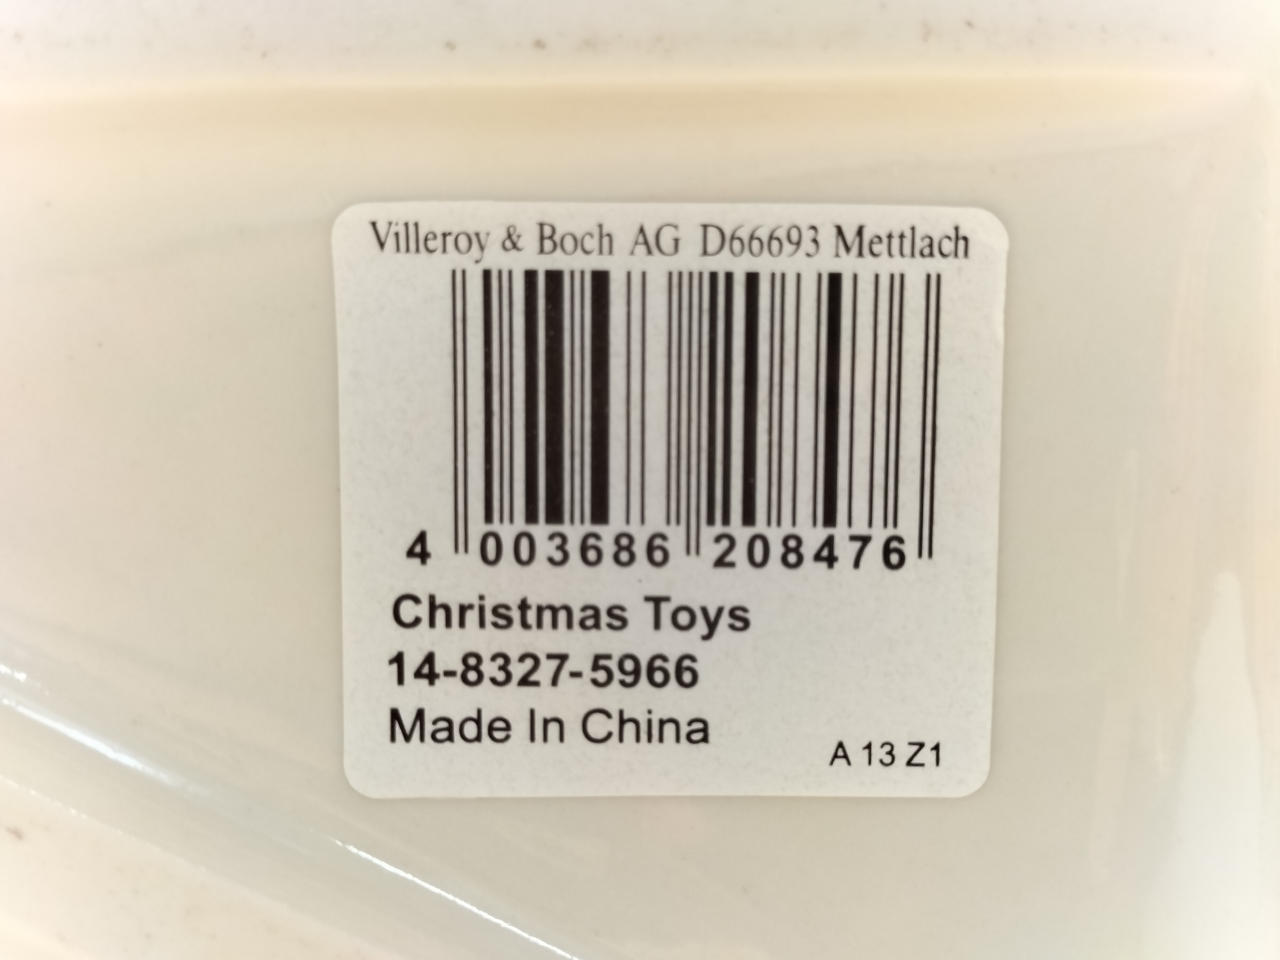 Villeroy & Boch AG D66693 Mettlach
4 003686 208476
Christmas Toys
14-8327-5966
Made In China
A 13 Z1